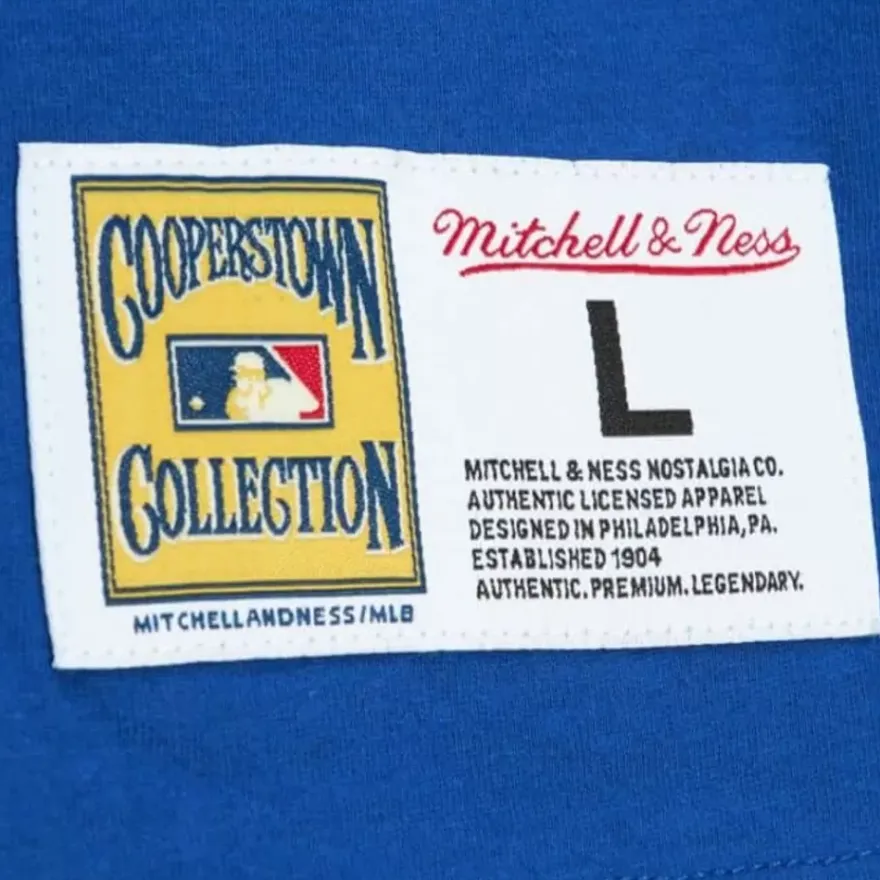 COOPERSTOWN
COLLECTION
MITCHELLANDNESS/MLB
Mitchell & Ness
L
MITCHELL & NESS NOSTALGIA CO.
AUTHENTIC LICENSED APPAREL
DESIGNED IN PHILADELPHIA, PA.
ESTABLISHED 1904
AUTHENTIC. PREMIUM. LEGENDARY.